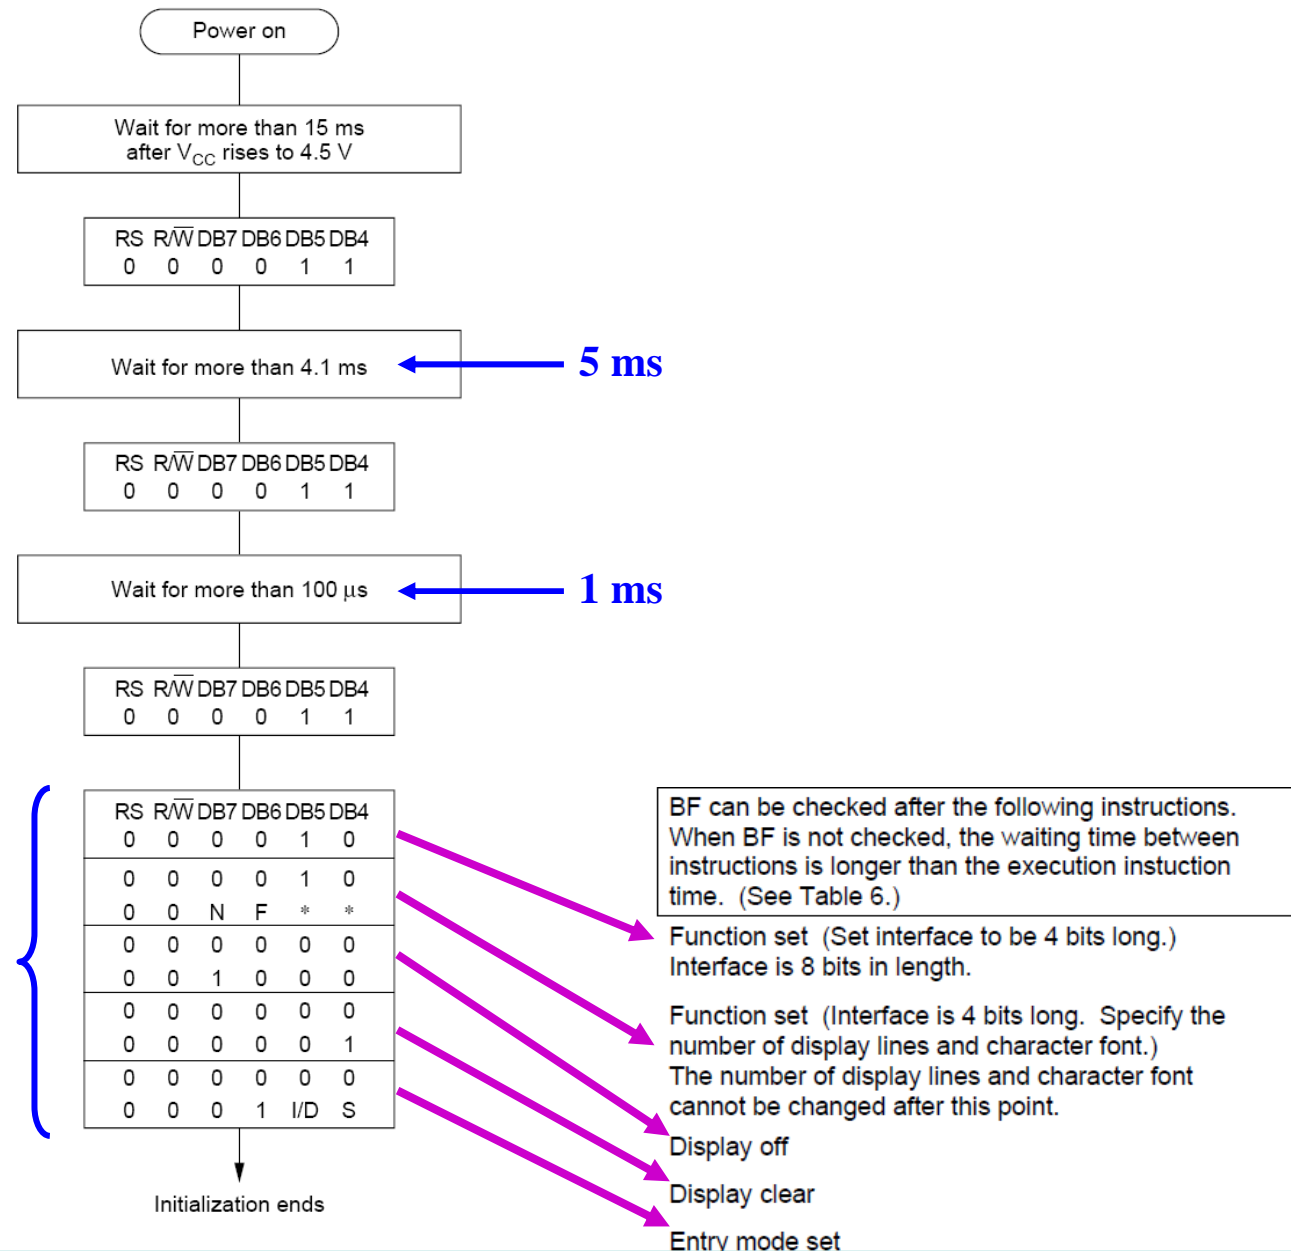 Power on
Wait for more than 15 ms
after VCC rises to 4.5 V
RS R/W̅ DB7 DB6 DB5 DB4
0 0 0 0 1 1
Wait for more than 4.1 ms
5 ms
RS R/W̅ DB7 DB6 DB5 DB4
0 0 0 0 1 1
Wait for more than 100 µs
1 ms
RS R/W̅ DB7 DB6 DB5 DB4
0 0 0 0 1 1
RS R/W̅ DB7 DB6 DB5 DB4
0 0 0 0 1 0
0 0 0 0 1 0
0 0 N F * *
0 0 0 0 0 0
0 0 1 0 0 0
0 0 0 0 0 0
0 0 0 0 0 1
0 0 0 0 0 0
0 0 0 1 I/D S
Initialization ends
BF can be checked after the following instructions.
When BF is not checked, the waiting time between
instructions is longer than the execution instuction
time. (See Table 6.)
Function set (Set interface to be 4 bits long.)
Interface is 8 bits in length.
Function set (Interface is 4 bits long. Specify the
number of display lines and character font.)
The number of display lines and character font
cannot be changed after this point.
Display off
Display clear
Entry mode set